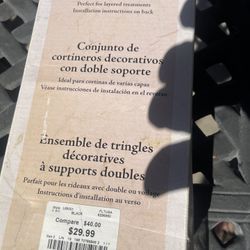 Perfect for layered treatments
Installation instructions on back
Conjunto de
cortineros decorativos
con doble soporte
Ideal para cortinas de varias capas
Véase instrucciones de instalación en el reverso
Ensemble de tringles
décoratives
à supports doubles
Parfait pour les rideaux avec double ou voilage
Instructions d'installation au verso
BLACK
Compare $40.00
$29.99